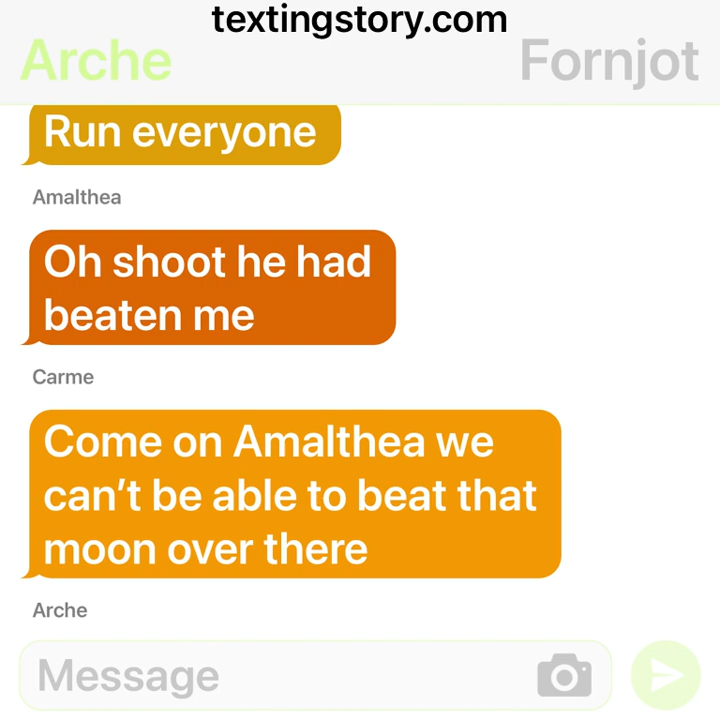 textingstory.com
Arche Fornjot
Run everyone
Amalthea
Oh shoot he had
beaten me
Carme
Come on Amalthea we
can’t be able to beat that
moon over there
Arche
Message